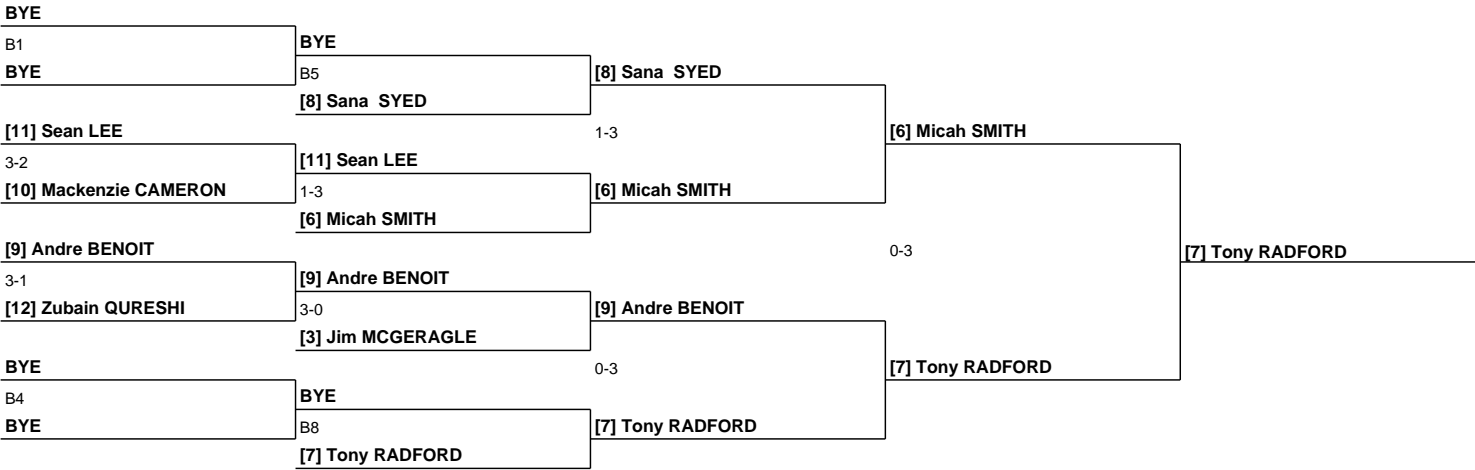 BYE
B1
BYE
BYE
B5
[8] Sana  SYED
[8] Sana  SYED
[11] Sean LEE
1-3
[6] Micah SMITH
3-2
[11] Sean LEE
[10] Mackenzie CAMERON
1-3
[6] Micah SMITH
[6] Micah SMITH
[9] Andre BENOIT
0-3
[7] Tony RADFORD
3-1
[9] Andre BENOIT
[12] Zubain QURESHI
3-0
[9] Andre BENOIT
[3] Jim MCGERAGLE
BYE
0-3
[7] Tony RADFORD
B4
BYE
BYE
B8
[7] Tony RADFORD
[7] Tony RADFORD